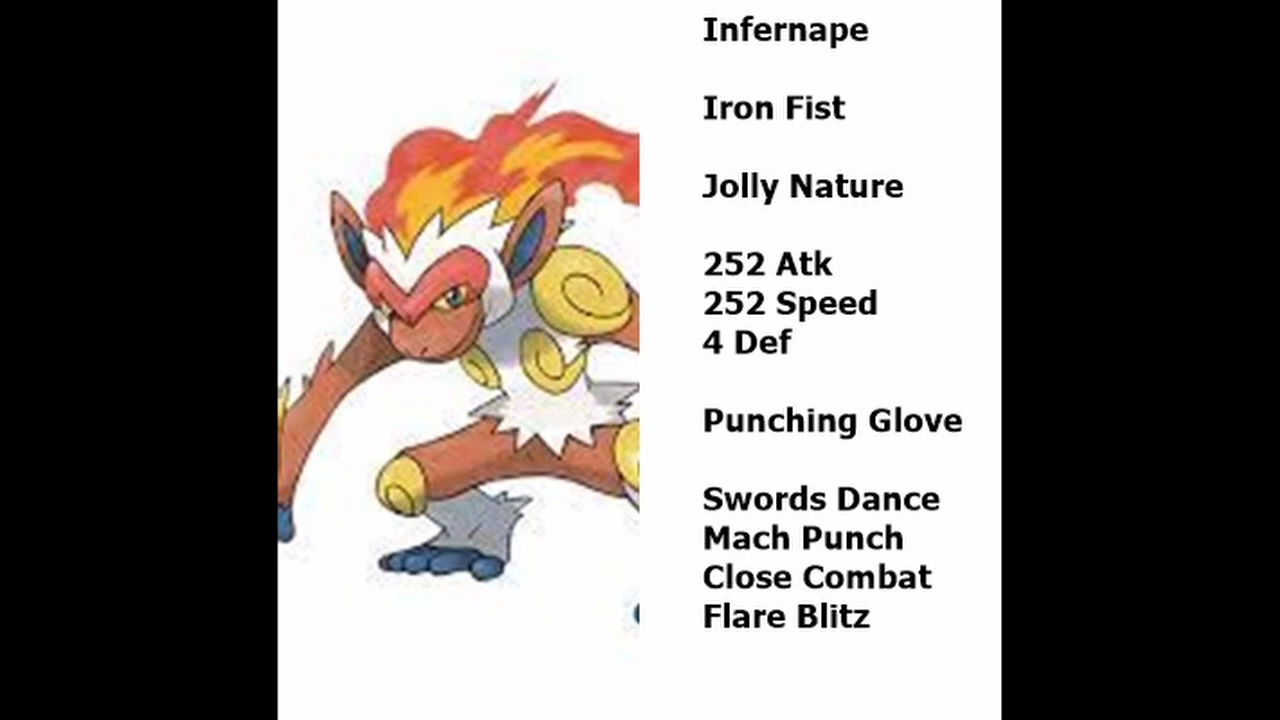 Infernape
Iron Fist
Jolly Nature
252 Atk
252 Speed
4 Def
Punching Glove
Swords Dance
Mach Punch
Close Combat
Flare Blitz